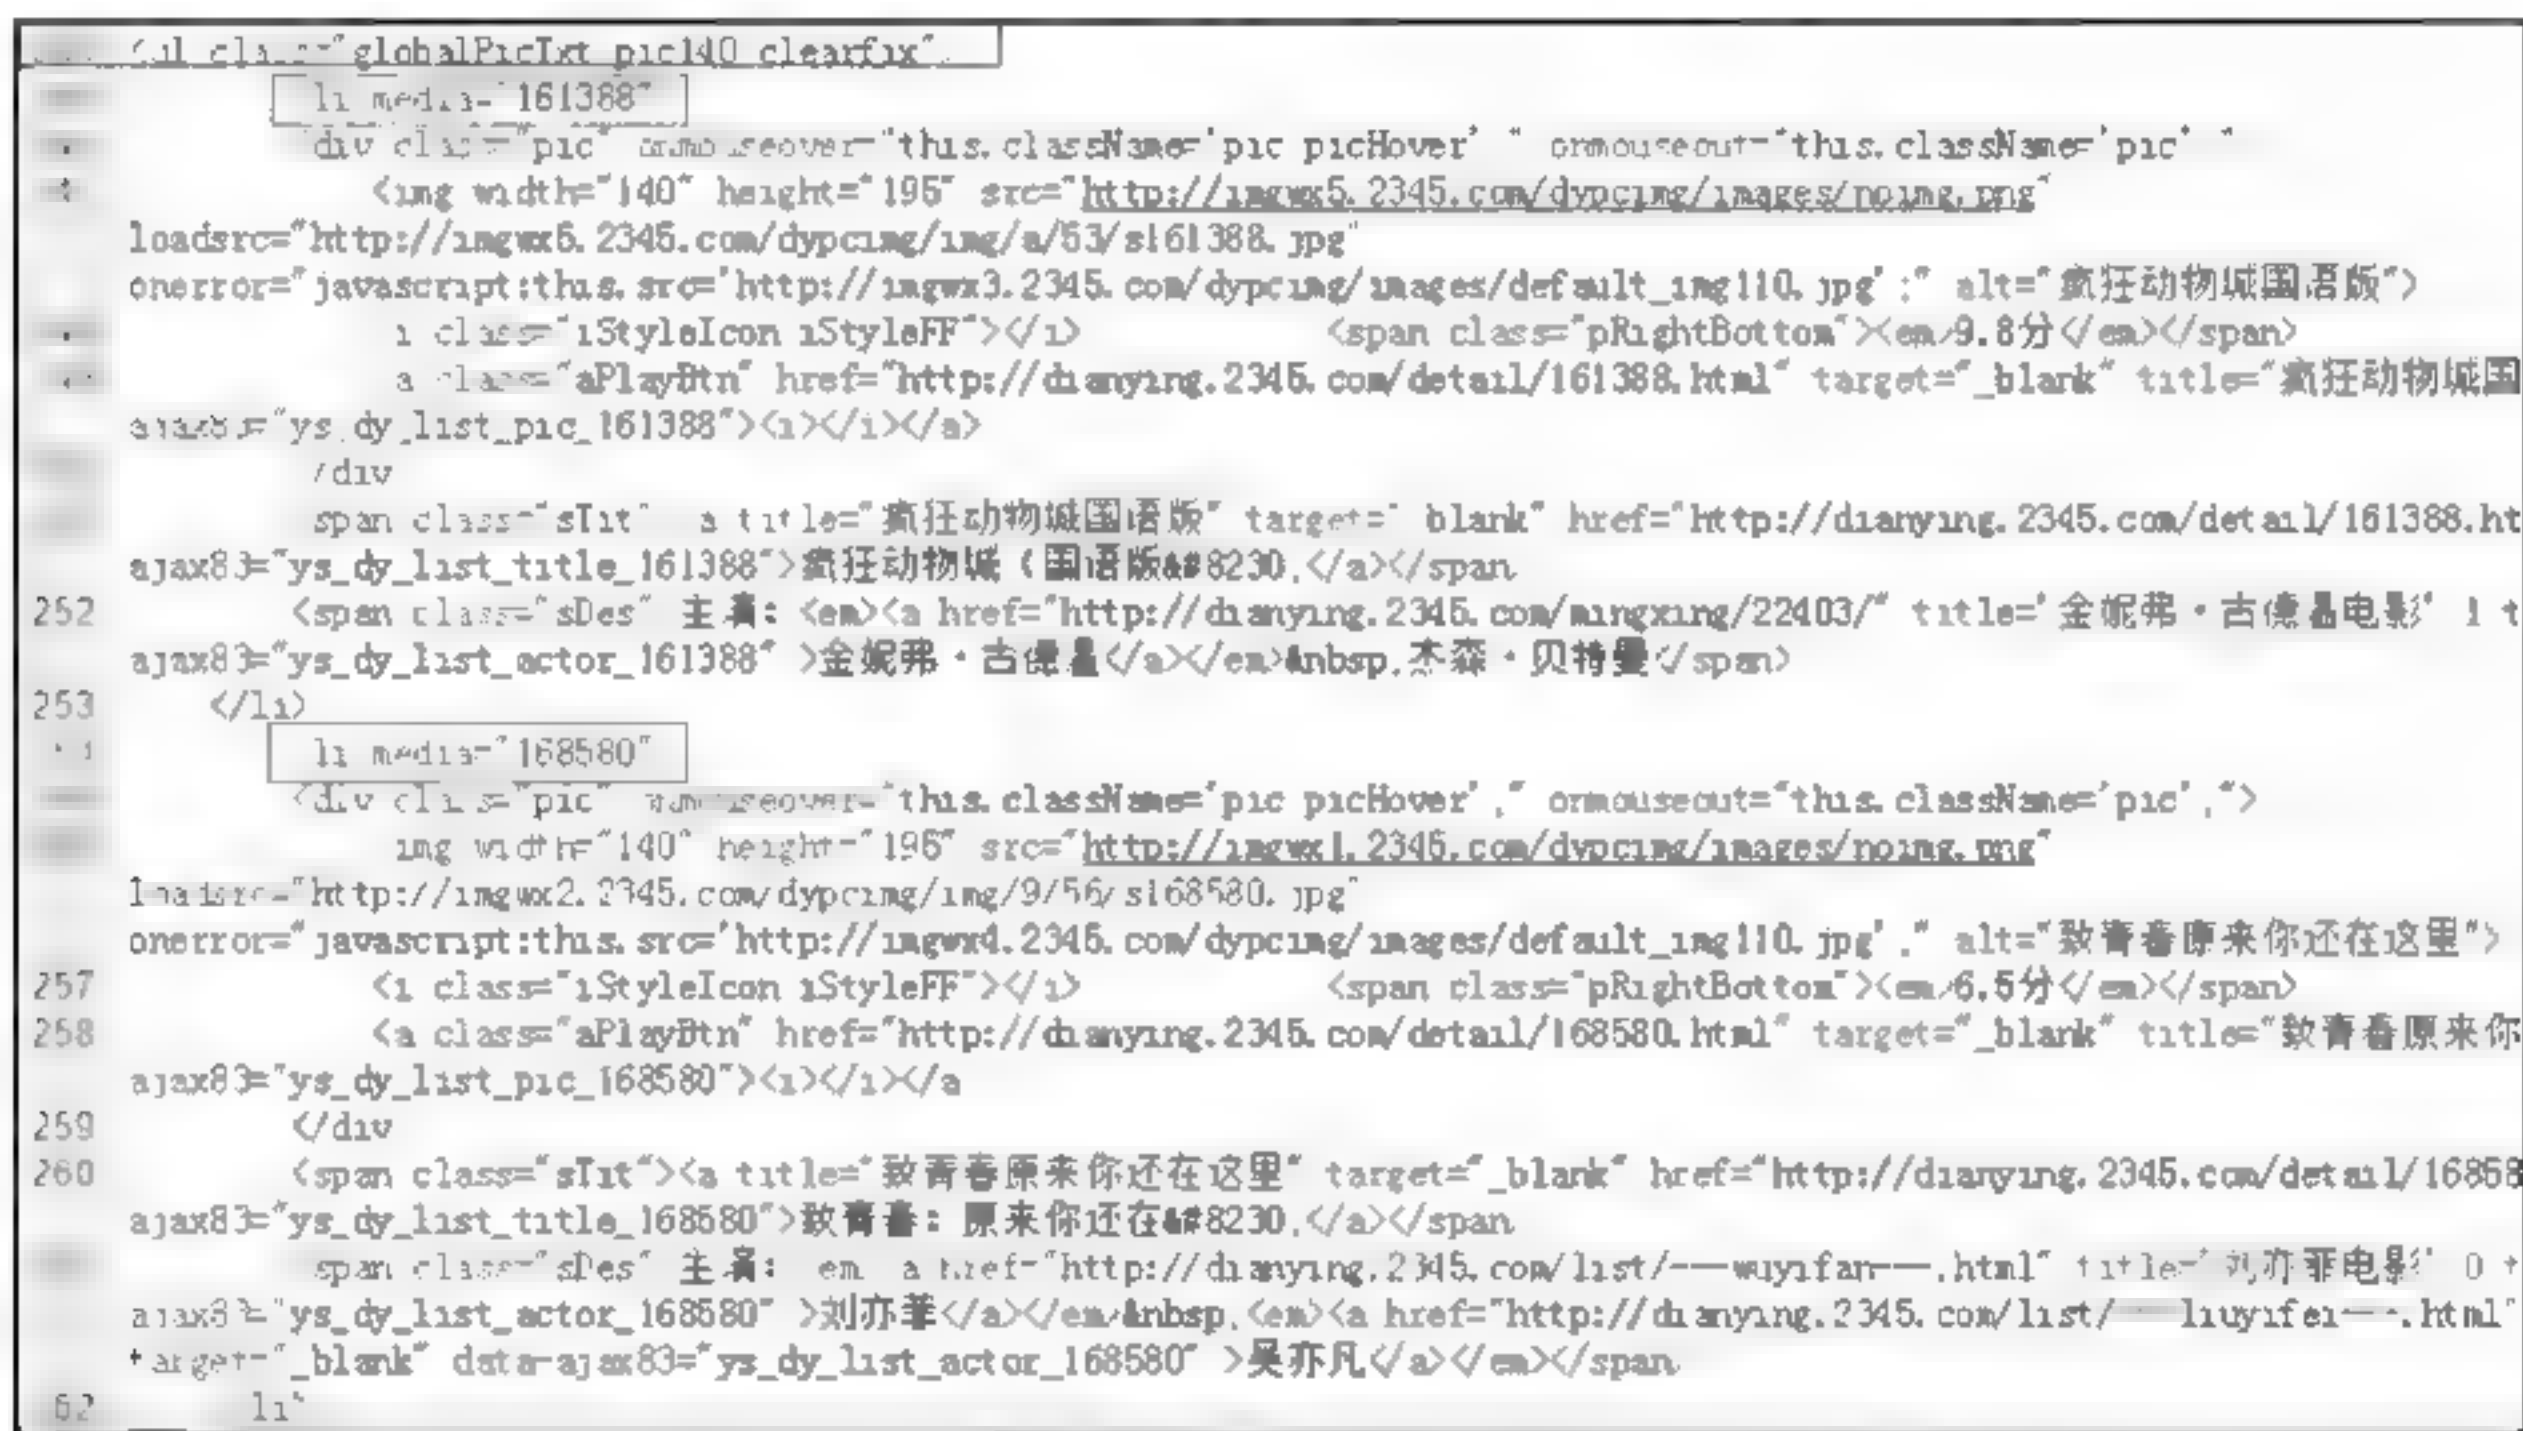 <ul class="globalPicTxt pic140 clearfix"
li media="161388"
div class="pic" onmouseover="this.className='pic picHover' " onmouseout="this.className='pic' "
<img width="140" height="195" src="http://imgwx5.2345.com/dypcimg/images/noimg.png"
loadsrc="http://imgwx5.2345.com/dypcimg/img/a/53/s161388.jpg"
onerror="javascript:this.src='http://imgwx3.2345.com/dypcimg/images/default_img110.jpg';" alt="疯狂动物城国语版">
i class="iStyleIcon iStyleFF"></i> <span class="pRightBottom"><em>9.8分</em></span>
a class="aPlayBtn" href="http://dianying.2345.com/detail/161388.html" target="_blank" title="疯狂动物城国
ajax83="ys_dy_list_pic_161388"><i></i></a>
/div
span class="sTit" a title="疯狂动物城国语版" target=" blank" href="http://dianying.2345.com/detail/161388.ht
ajax83="ys_dy_list_title_161388">疯狂动物城（国语版&#8230,</a></span
252 <span class="sDes" 主演: <em><a href="http://dianying.2345.com/mingxing/22403/" title='金妮弗·古德温电影' l t
ajax83="ys_dy_list_actor_161388" >金妮弗·古德温</a></em>&nbsp,杰森·贝特曼</span>
253 </li>
li media="168580"
<div class="pic" onmouseover="this.className='pic picHover'," onmouseout="this.className='pic',">
img width="140" height="195" src="http://imgwx1.2345.com/dypcimg/images/noimg.png"
loadsrc="http://imgwx2.2345.com/dypcimg/img/9/56/s168580.jpg"
onerror="javascript:this.src='http://imgwx4.2345.com/dypcimg/images/default_img110.jpg'," alt="致青春原来你还在这里">
257 <i class="iStyleIcon iStyleFF"></i> <span class="pRightBottom"><em>6.5分</em></span>
258 <a class="aPlayBtn" href="http://dianying.2345.com/detail/168580.html" target="_blank" title="致青春原来你
ajax83="ys_dy_list_pic_168580"><i></i></a
259 </div
260 <span class="sTit"><a title="致青春原来你还在这里" target="_blank" href="http://dianying.2345.com/detail/16858
ajax83="ys_dy_list_title_168580">致青春: 原来你还在&#8230,</a></span
span class="sDes" 主演: em a href="http://dianying.2345.com/list/---wuyifan---.html" title='刘亦菲电影' 0 t
ajax83="ys_dy_list_actor_168580" >刘亦菲</a></em>&nbsp,<em><a href="http://dianying.2345.com/list/---liuyifei---.html"
target="_blank" data-ajax83="ys_dy_list_actor_168580" >吴亦凡</a></em></span
62 li